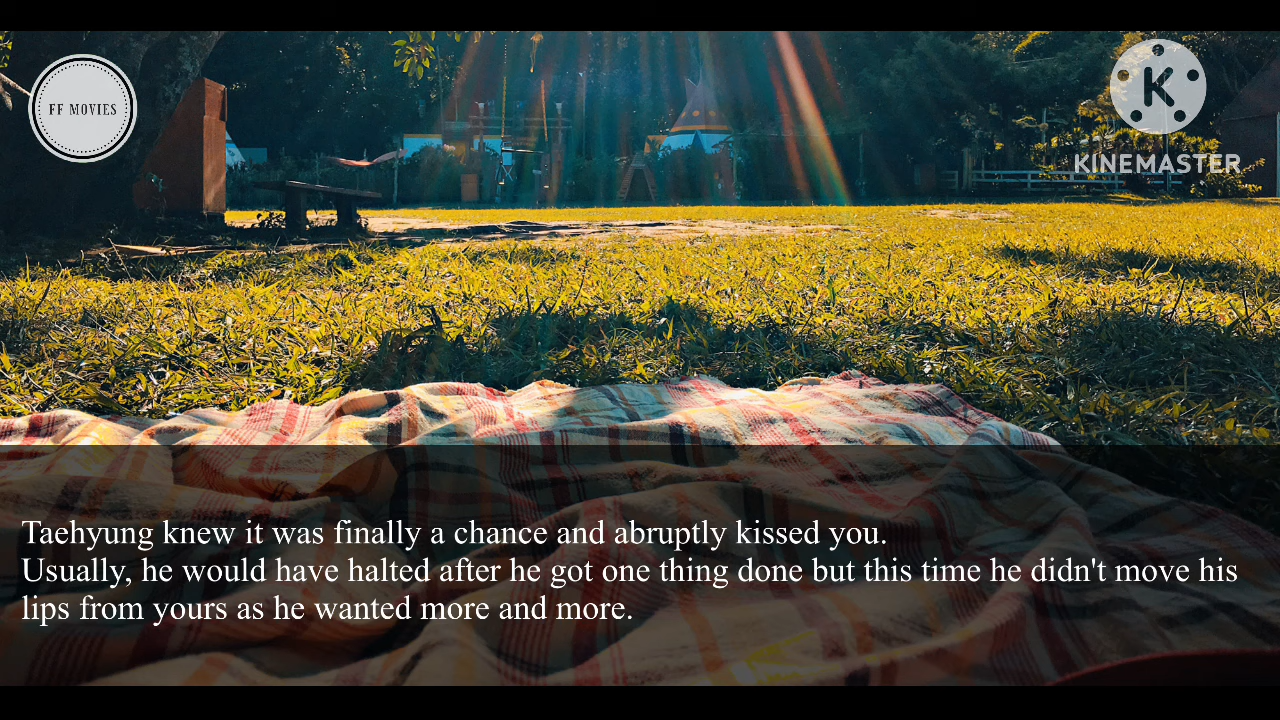 FF MOVIES
K
KINEMASTER
Taehyung knew it was finally a chance and abruptly kissed you.
Usually, he would have halted after he got one thing done but this time he didn't move his
lips from yours as he wanted more and more.